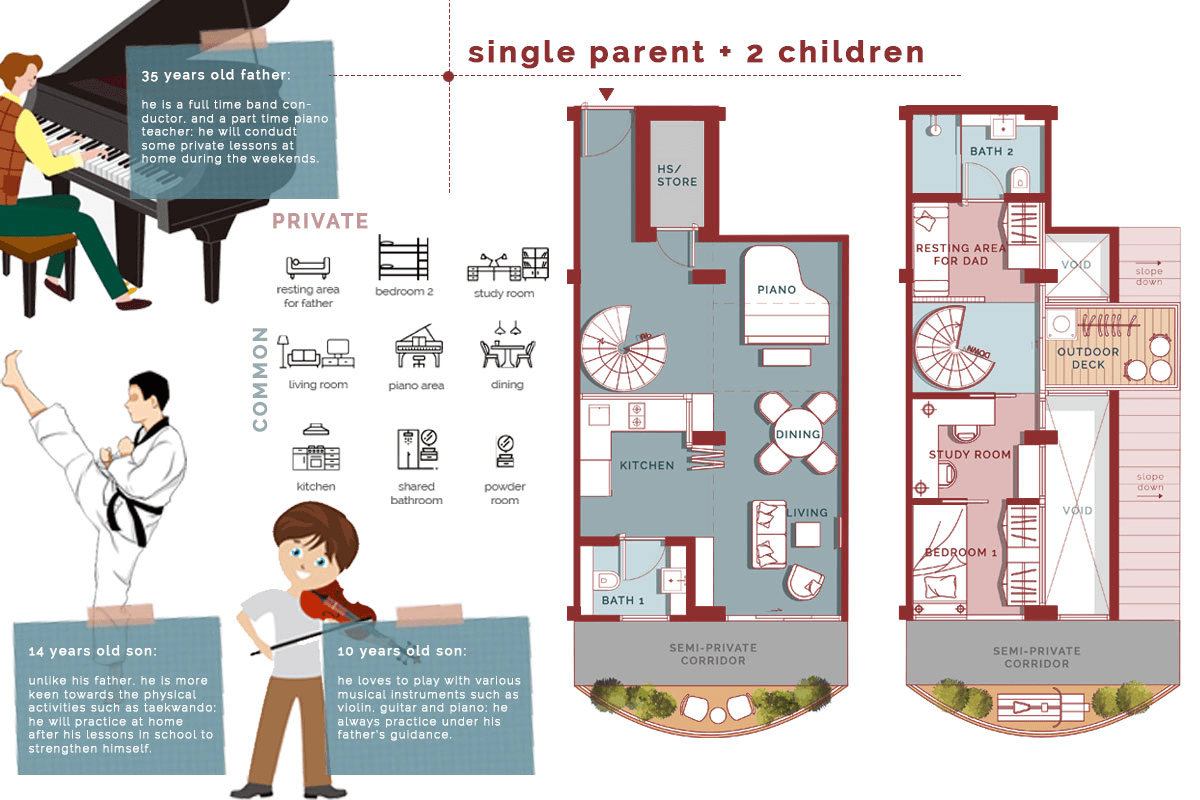 single parent + 2 children
35 years old father:
he is a full time band con-
ductor, and a part time piano
teacher; he will condudt
some private lessons at
home during the weekends.
PRIVATE
resting area
for father
bedroom 2
study room
COMMON
living room
piano area
dining
kitchen
shared
bathroom
powder
room
14 years old son:
unlike his father, he is more
keen towards the physical
activities such as taekwando;
he will practice at home
after his lessons in school to
strengthen himself.
10 years old son:
he loves to play with various
musical instruments such as
violin, guitar and piano; he
always practice under his
father's guidance.
HS/
STORE
PIANO
UP
DINING
KITCHEN
LIVING
BATH 1
SEMI-PRIVATE
CORRIDOR
BATH 2
RESTING AREA
FOR DAD
VOID
slope
down
DOWN
OUTDOOR
DECK
STUDY ROOM
slope
down
VOID
BEDROOM 1
SEMI-PRIVATE
CORRIDOR